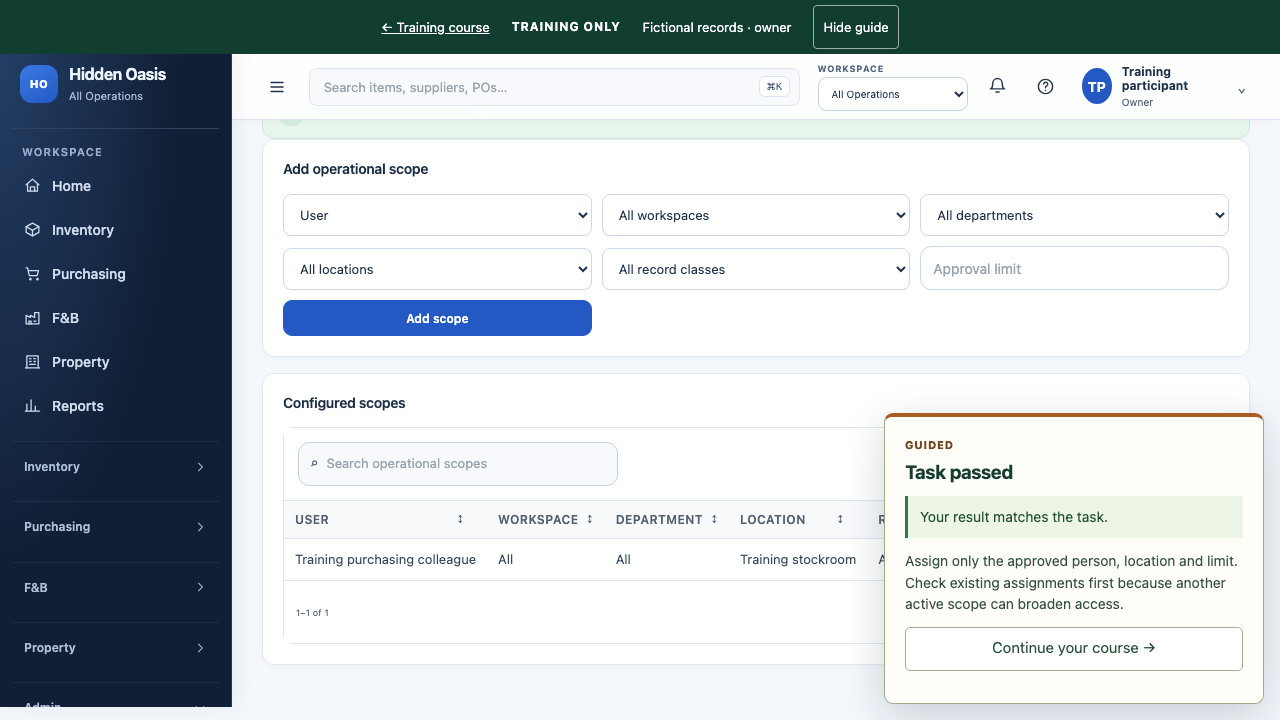 ← Training course
TRAINING ONLY
Fictional records · owner
Hide guide
HO
Hidden Oasis
All Operations
WORKSPACE
Home
Inventory
Purchasing
F&B
Property
Reports
Inventory
Purchasing
F&B
Property
Search items, suppliers, POs...
⌘K
WORKSPACE
All Operations
TP
Training participant
Owner
Add operational scope
User
All workspaces
All departments
All locations
All record classes
Approval limit
Add scope
Configured scopes
Search operational scopes
USER
WORKSPACE
DEPARTMENT
LOCATION
Training purchasing colleague
All
All
Training stockroom
1–1 of 1
GUIDED
Task passed
Your result matches the task.
Assign only the approved person, location and limit.
Check existing assignments first because another
active scope can broaden access.
Continue your course →